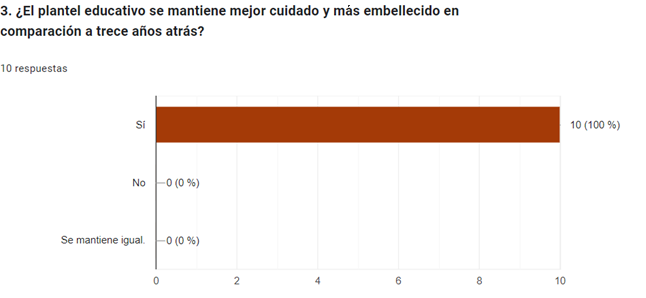 3. ¿El plantel educativo se mantiene mejor cuidado y más embellecido en
comparación a trece años atrás?
10 respuestas
Sí
10 (100 %)
No
0 (0 %)
Se mantiene igual.
0 (0 %)
0 2 4 6 8 10